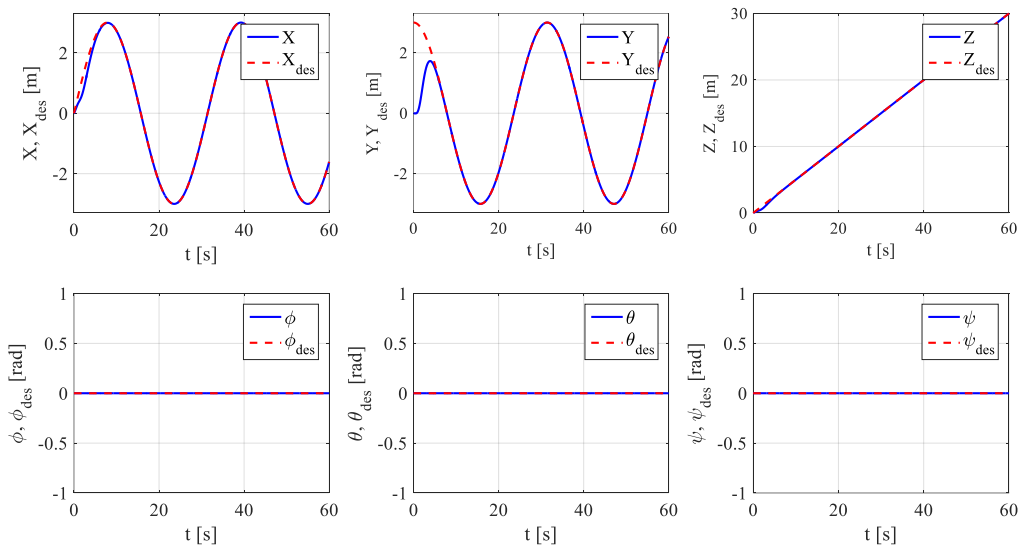 X, X_des [m]
2
0
-2
X
X_des
0
20
40
60
t [s]
Y, Y_des [m]
2
0
-2
Y
Y_des
0
20
40
60
t [s]
Z, Z_des [m]
30
20
10
0
Z
Z_des
0
20
40
60
t [s]
ϕ, ϕ_des [rad]
1
0.5
0
-0.5
-1
ϕ
ϕ_des
0
20
40
60
t [s]
θ, θ_des [rad]
1
0.5
0
-0.5
-1
θ
θ_des
0
20
40
60
t [s]
ψ, ψ_des [rad]
1
0.5
0
-0.5
-1
ψ
ψ_des
0
20
40
60
t [s]